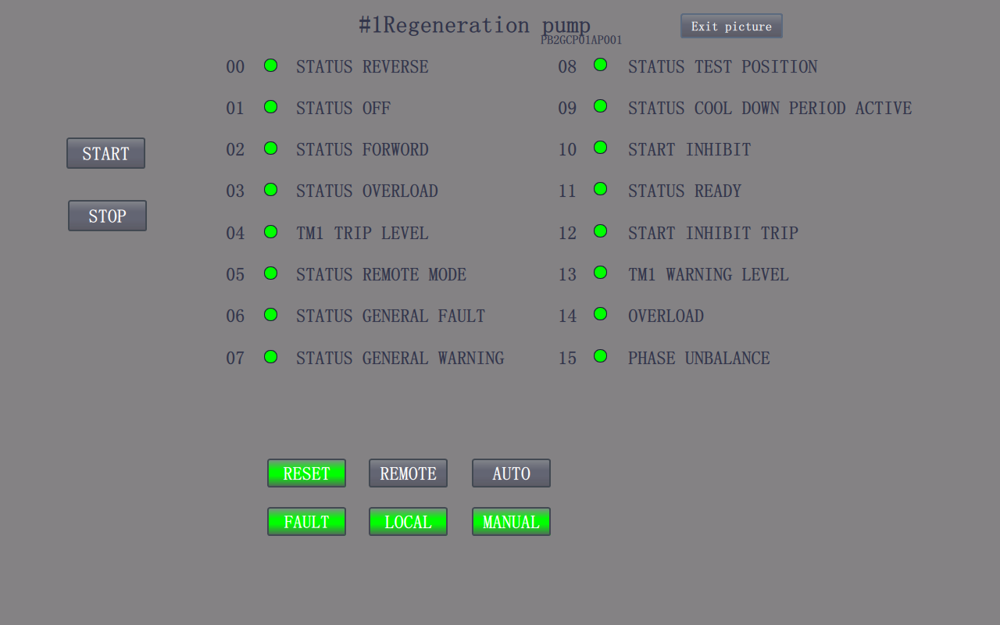 #1Regeneration pump
PB2GCP01AP001
Exit picture
00 STATUS REVERSE
08 STATUS TEST POSITION
01 STATUS OFF
09 STATUS COOL DOWN PERIOD ACTIVE
START
02 STATUS FORWORD
10 START INHIBIT
03 STATUS OVERLOAD
11 STATUS READY
STOP
04 TM1 TRIP LEVEL
12 START INHIBIT TRIP
05 STATUS REMOTE MODE
13 TM1 WARNING LEVEL
06 STATUS GENERAL FAULT
14 OVERLOAD
07 STATUS GENERAL WARNING
15 PHASE UNBALANCE
RESET
REMOTE
AUTO
FAULT
LOCAL
MANUAL